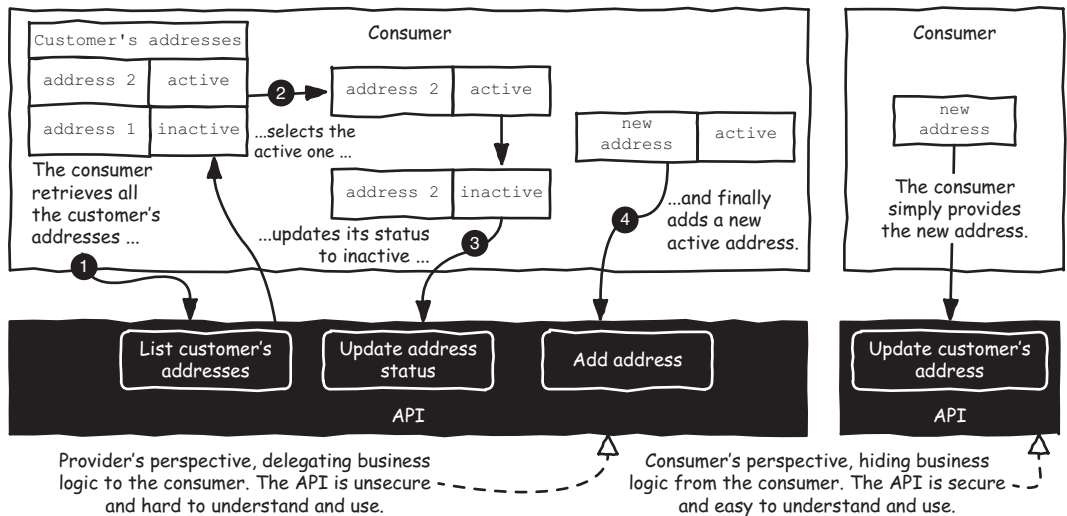 Consumer
Customer's addresses
address 2 active
address 1 inactive
The consumer
retrieves all
the customer's
addresses ...
1
2
...selects the
active one ...
address 2 active
address 2 inactive
...updates its status
to inactive ...
3
new
address
active
4
...and finally
adds a new
active address.
List customer's
addresses
Update address
status
Add address
API
Provider's perspective, delegating business
logic to the consumer. The API is unsecure
and hard to understand and use.
Consumer
new
address
The consumer
simply provides
the new address.
Update customer's
address
API
Consumer's perspective, hiding business
logic from the consumer. The API is secure
and easy to understand and use.